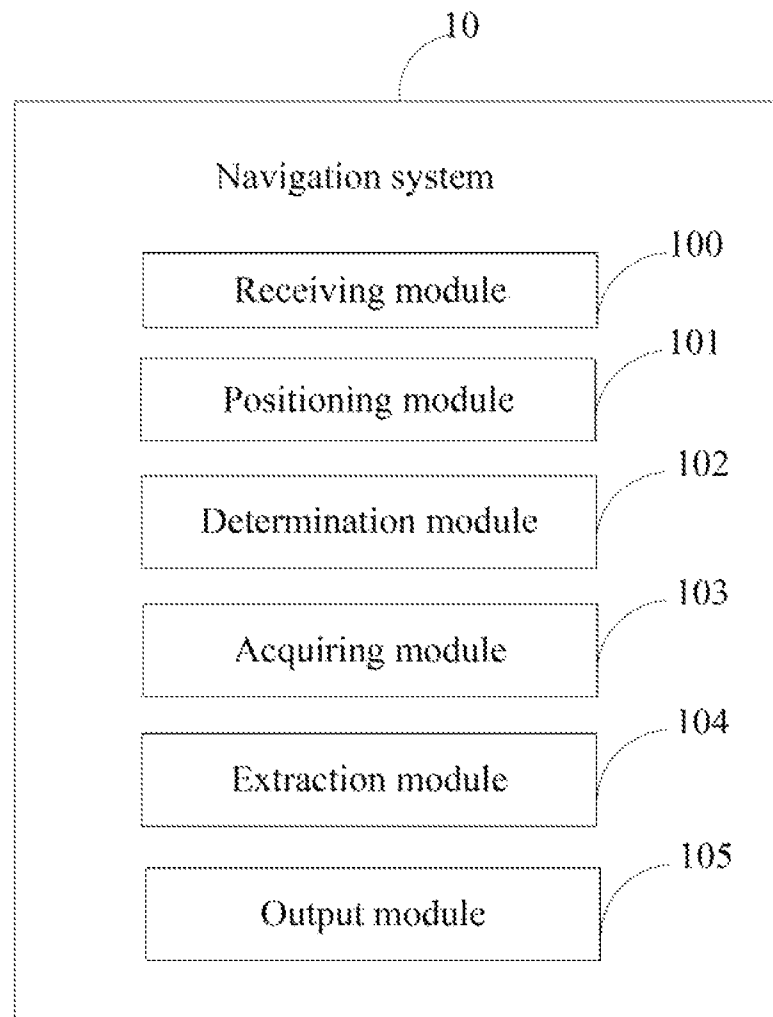 10
Navigation system
100
Receiving module
101
Positioning module
102
Determination module
103
Acquiring module
104
Extraction module
105
Output module